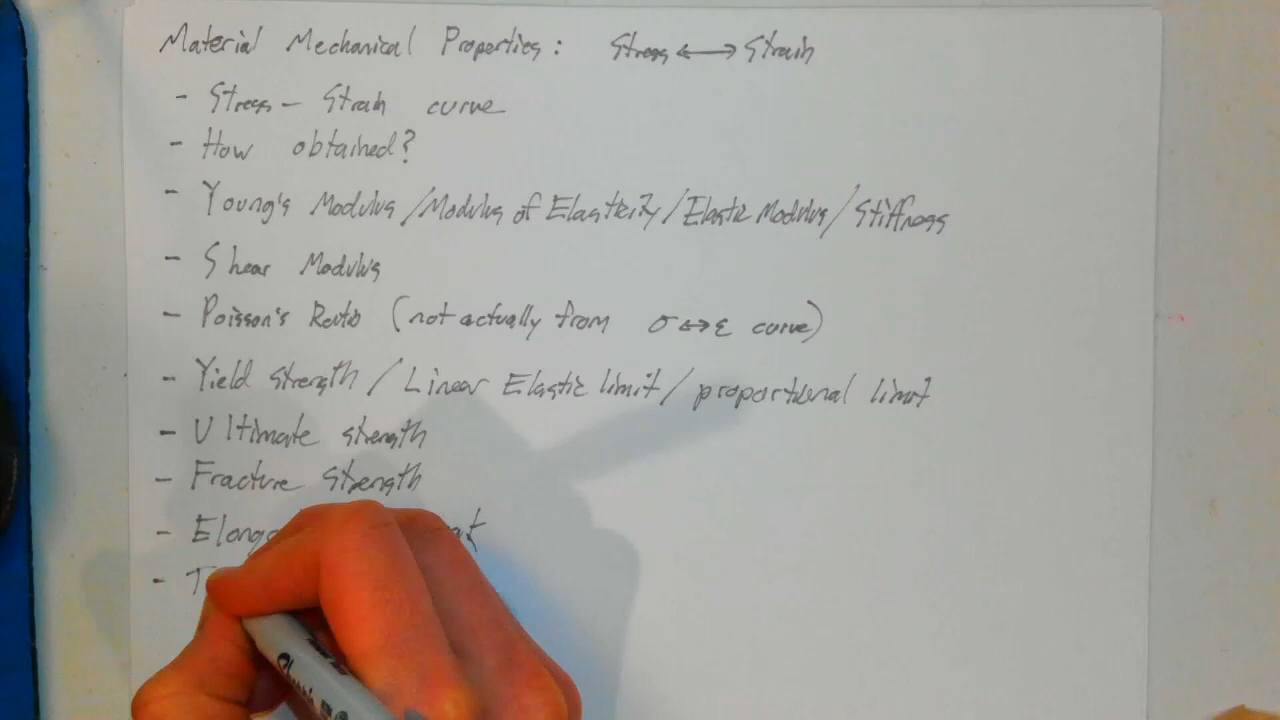 Material Mechanical Properties: Stress ↔ Strain
- Stress - Strain curve
- How obtained?
- Young's Modulus / Modulus of Elasticity / Elastic Modulus / Stiffness
- Shear Modulus
- Poisson's Ratio (not actually from σ ↔ ε curve)
- Yield strength / Linear Elastic limit / proportional limit
- Ultimate strength
- Fracture strength
-
- T
Sharpie